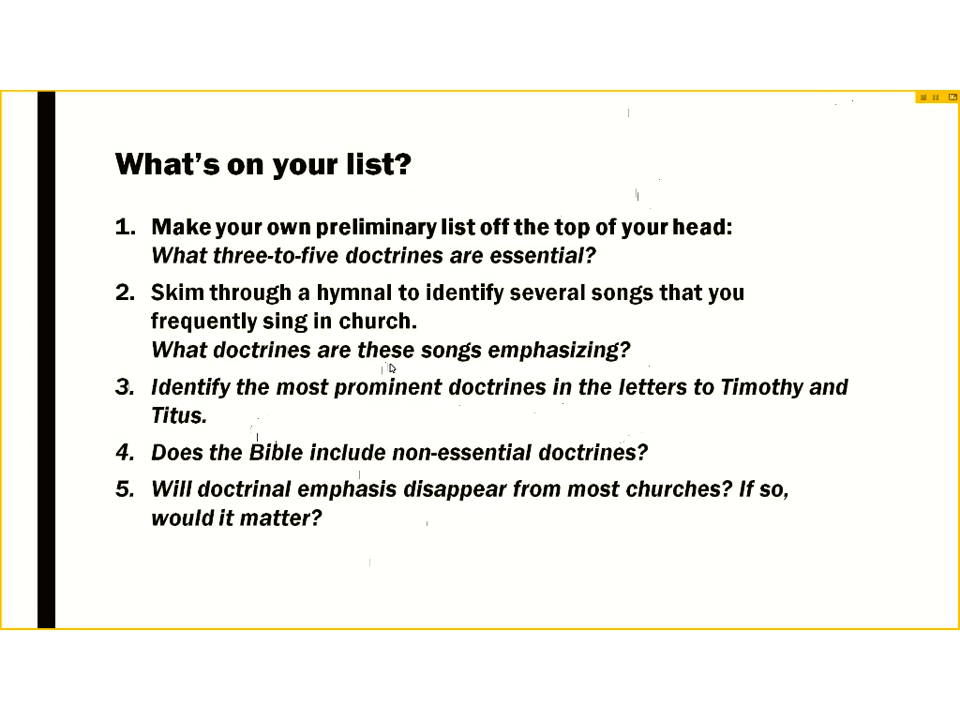 What's on your list?
1. Make your own preliminary list off the top of your head:
What three-to-five doctrines are essential?
2. Skim through a hymnal to identify several songs that you
frequently sing in church.
What doctrines are these songs emphasizing?
3. Identify the most prominent doctrines in the letters to Timothy and
Titus.
4. Does the Bible include non-essential doctrines?
5. Will doctrinal emphasis disappear from most churches? If so,
would it matter?